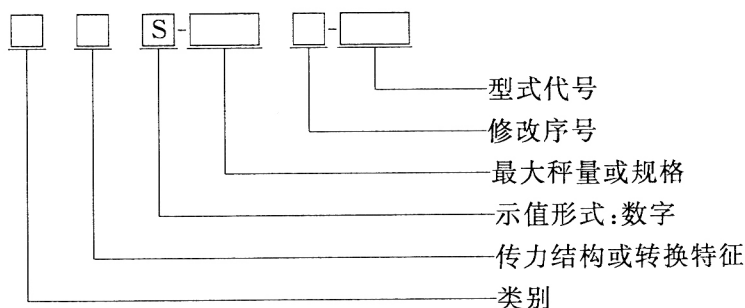 S - -
型式代号
修改序号
最大秤量或规格
示值形式:数字
传力结构或转换特征
类别